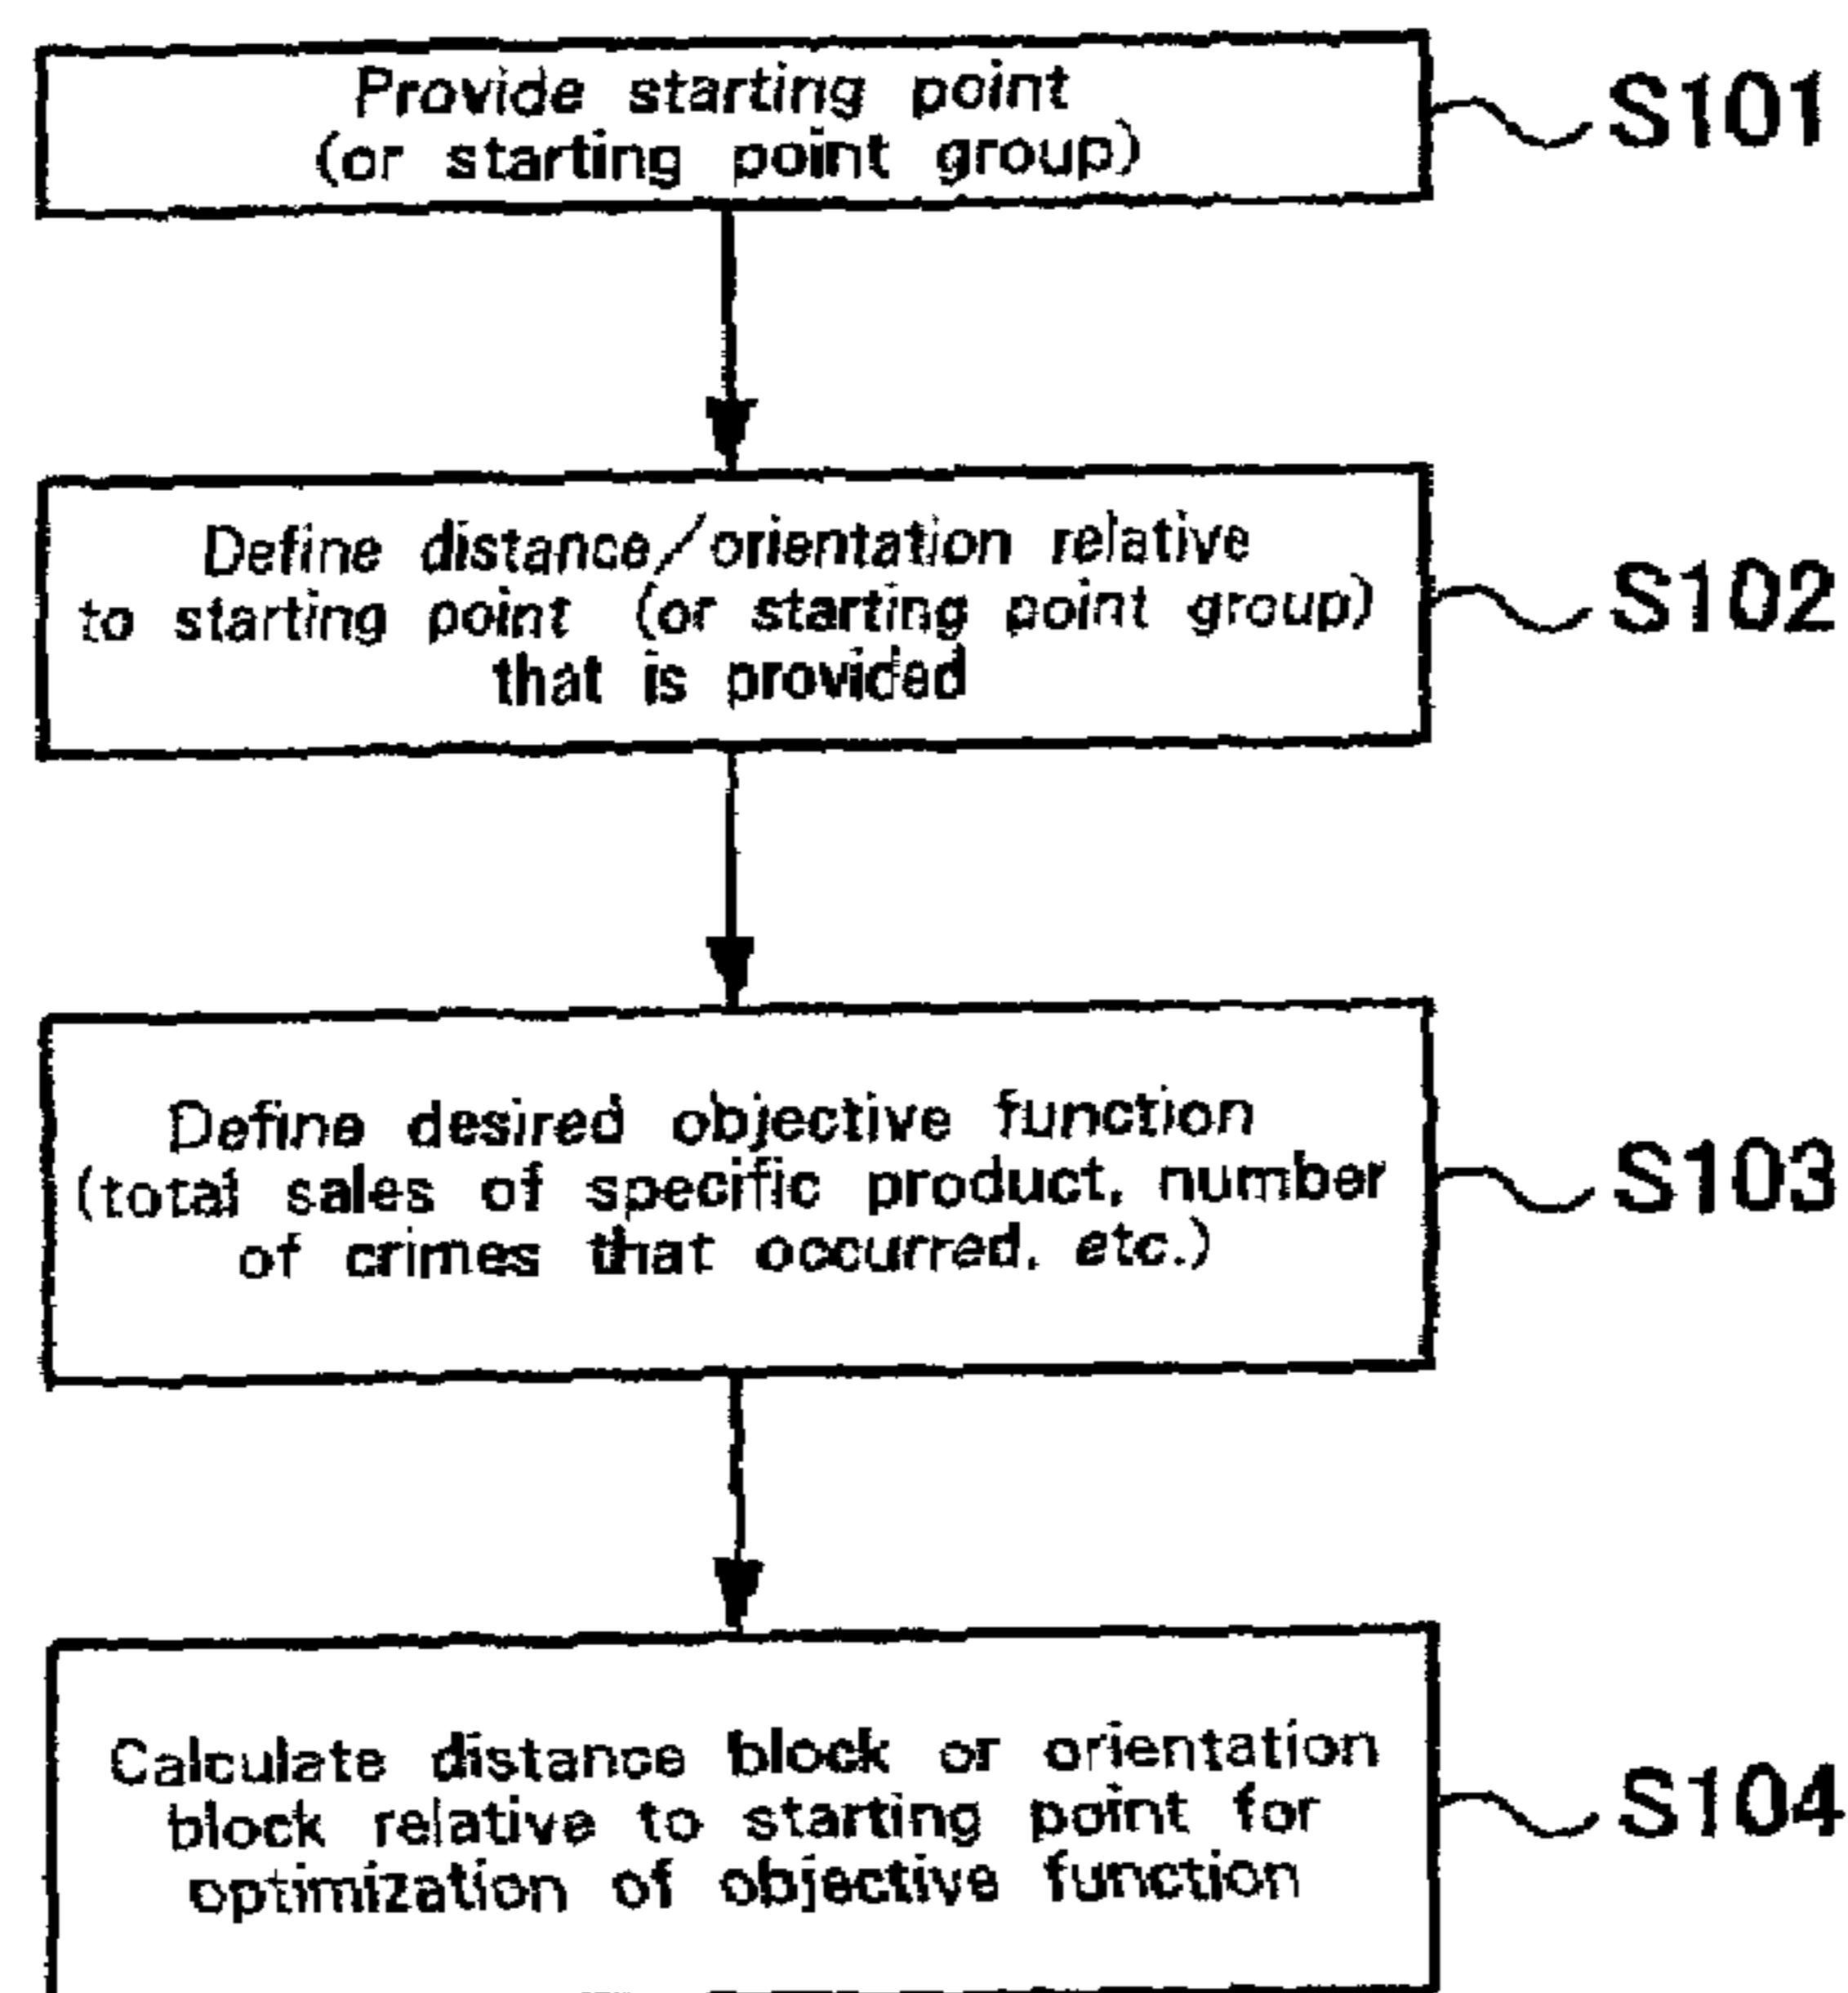 Provide starting point
(or starting point group)
S101
Define distance/orientation relative
to starting point (or starting point group)
that is provided
S102
Define desired objective function
(total sales of specific product, number
of crimes that occurred, etc.)
S103
Calculate distance block or orientation
block relative to starting point for
optimization of objective function
S104